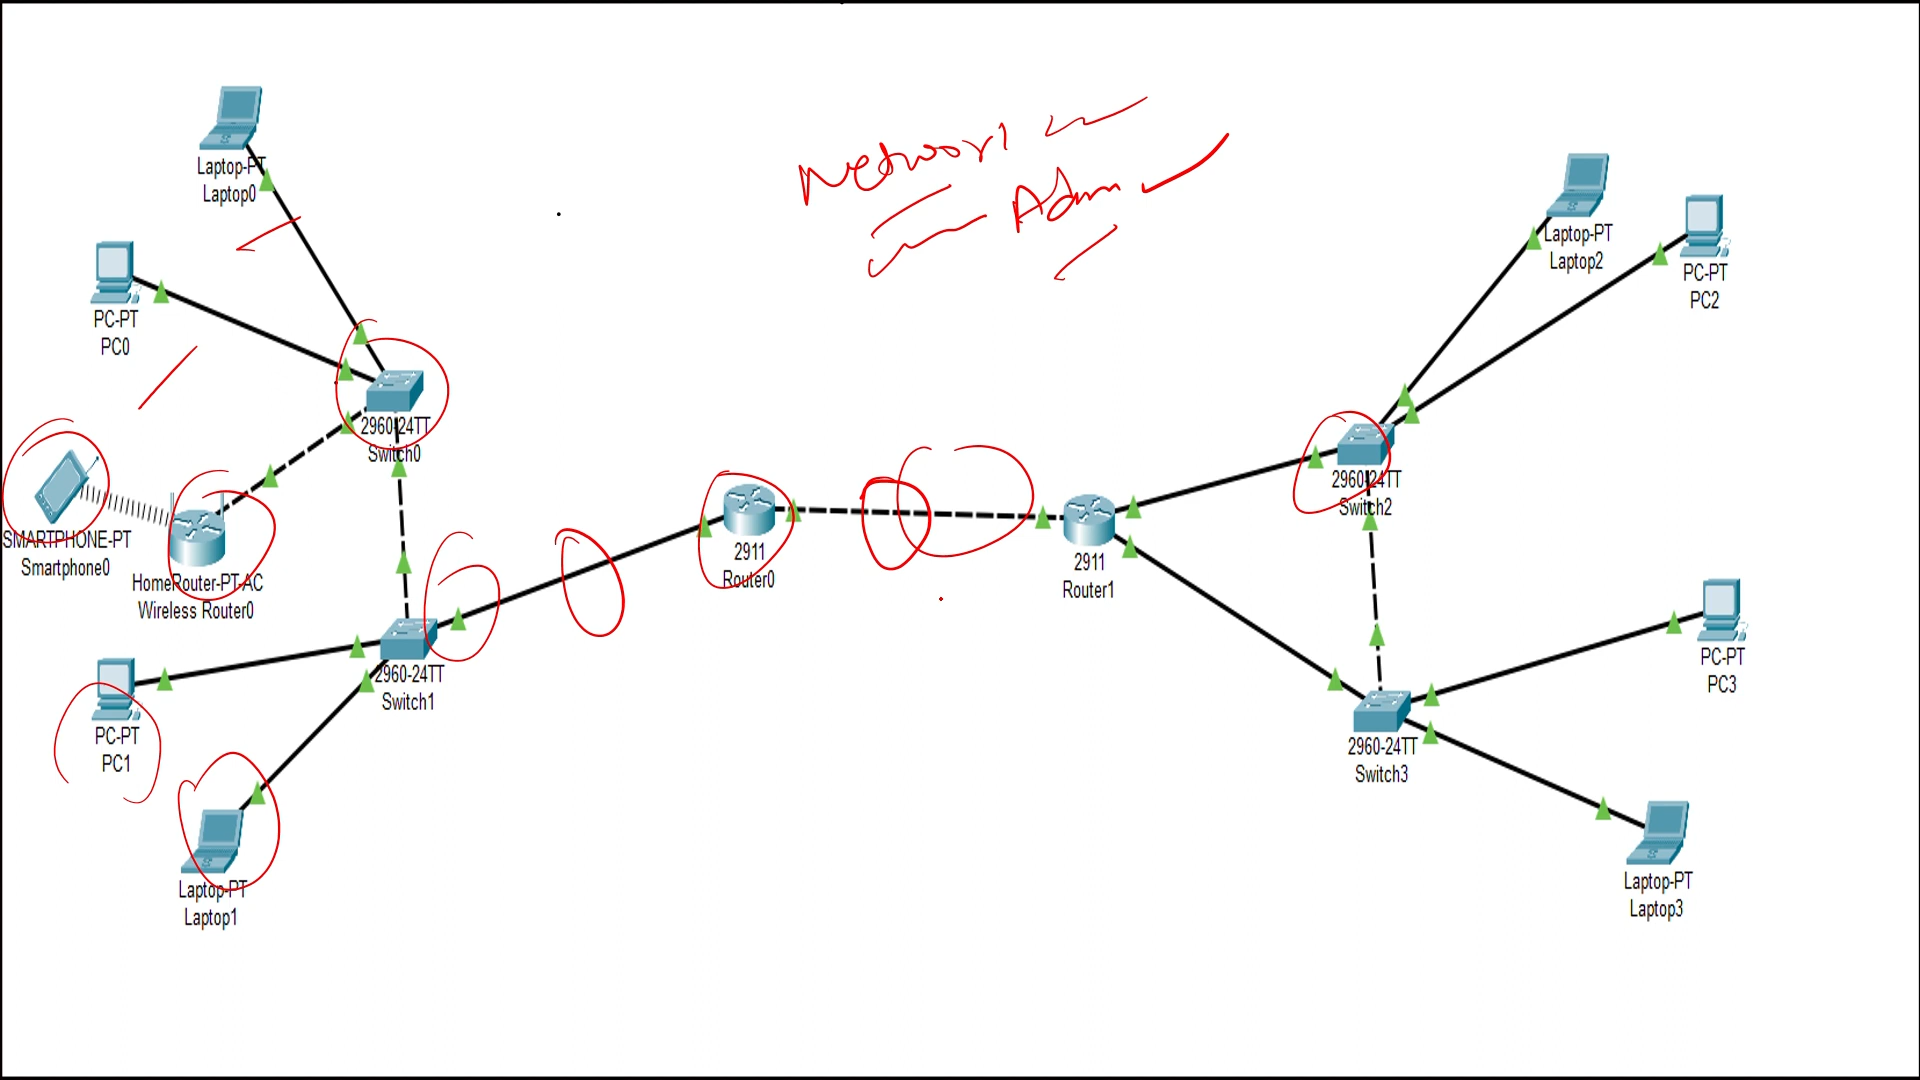 Network
Admn
Laptop-PT
Laptop0
PC-PT
PC0
2960-24TT
Switch0
SMARTPHONE-PT
Smartphone0
HomeRouter-PT-AC
Wireless Router0
PC-PT
PC1
2960-24TT
Switch1
Laptop-PT
Laptop1
2911
Router0
2911
Router1
Laptop-PT
Laptop2
PC-PT
PC2
2960-24TT
Switch2
PC-PT
PC3
2960-24TT
Switch3
Laptop-PT
Laptop3